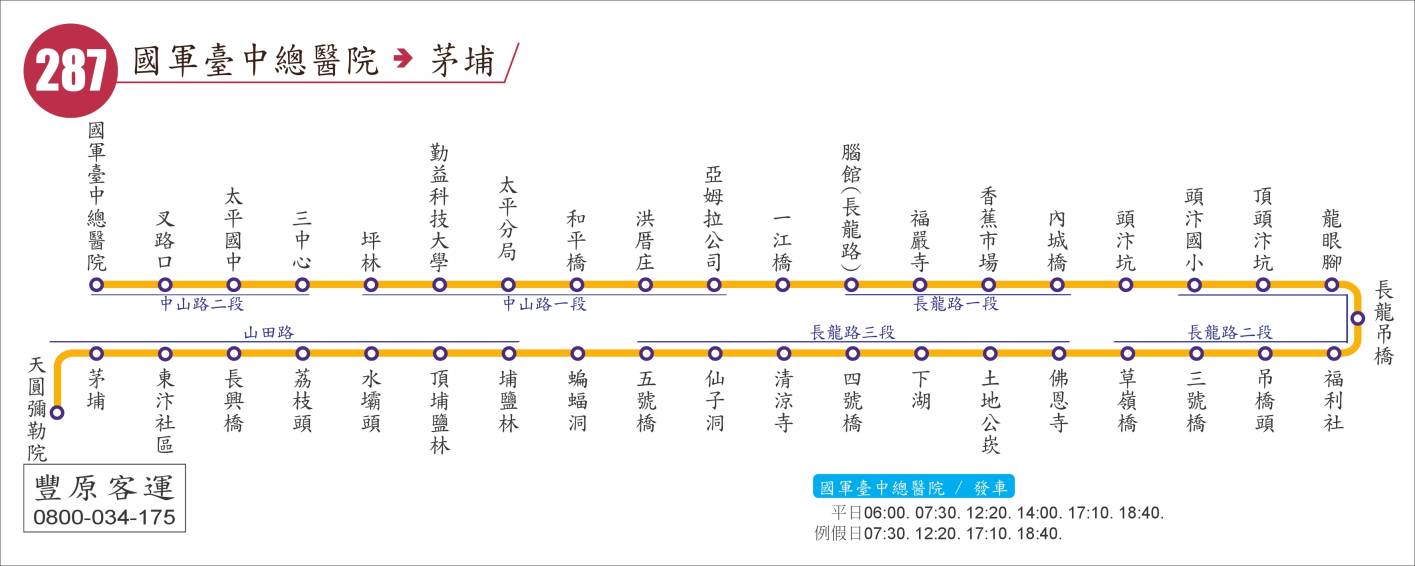 287
國軍臺中總醫院 → 茅埔
國軍臺中總醫院
叉路口
太平國中
三中心
坪林
勤益科技大學
太平分局
和平橋
洪厝庄
亞姆拉公司
一江橋
腦館(長龍路)
福嚴寺
香蕉市場
內城橋
頭汴坑
頭汴國小
頂頭汴坑
龍眼腳
中山路二段
中山路一段
長龍路一段
長龍吊橋
山田路
長龍路三段
長龍路二段
天圓彌勒院
茅埔
東汴社區
長興橋
荔枝頭
水壩頭
頂埔鹽林
埔鹽林
蝙蝠洞
五號橋
仙子洞
清涼寺
四號橋
下湖
土地公崁
佛恩寺
草嶺橋
三號橋
吊橋頭
福利社
豐原客運
0800-034-175
國軍臺中總醫院 / 發車
平日06:00. 07:30. 12:20. 14:00. 17:10. 18:40.
例假日07:30. 12:20. 17:10. 18:40.